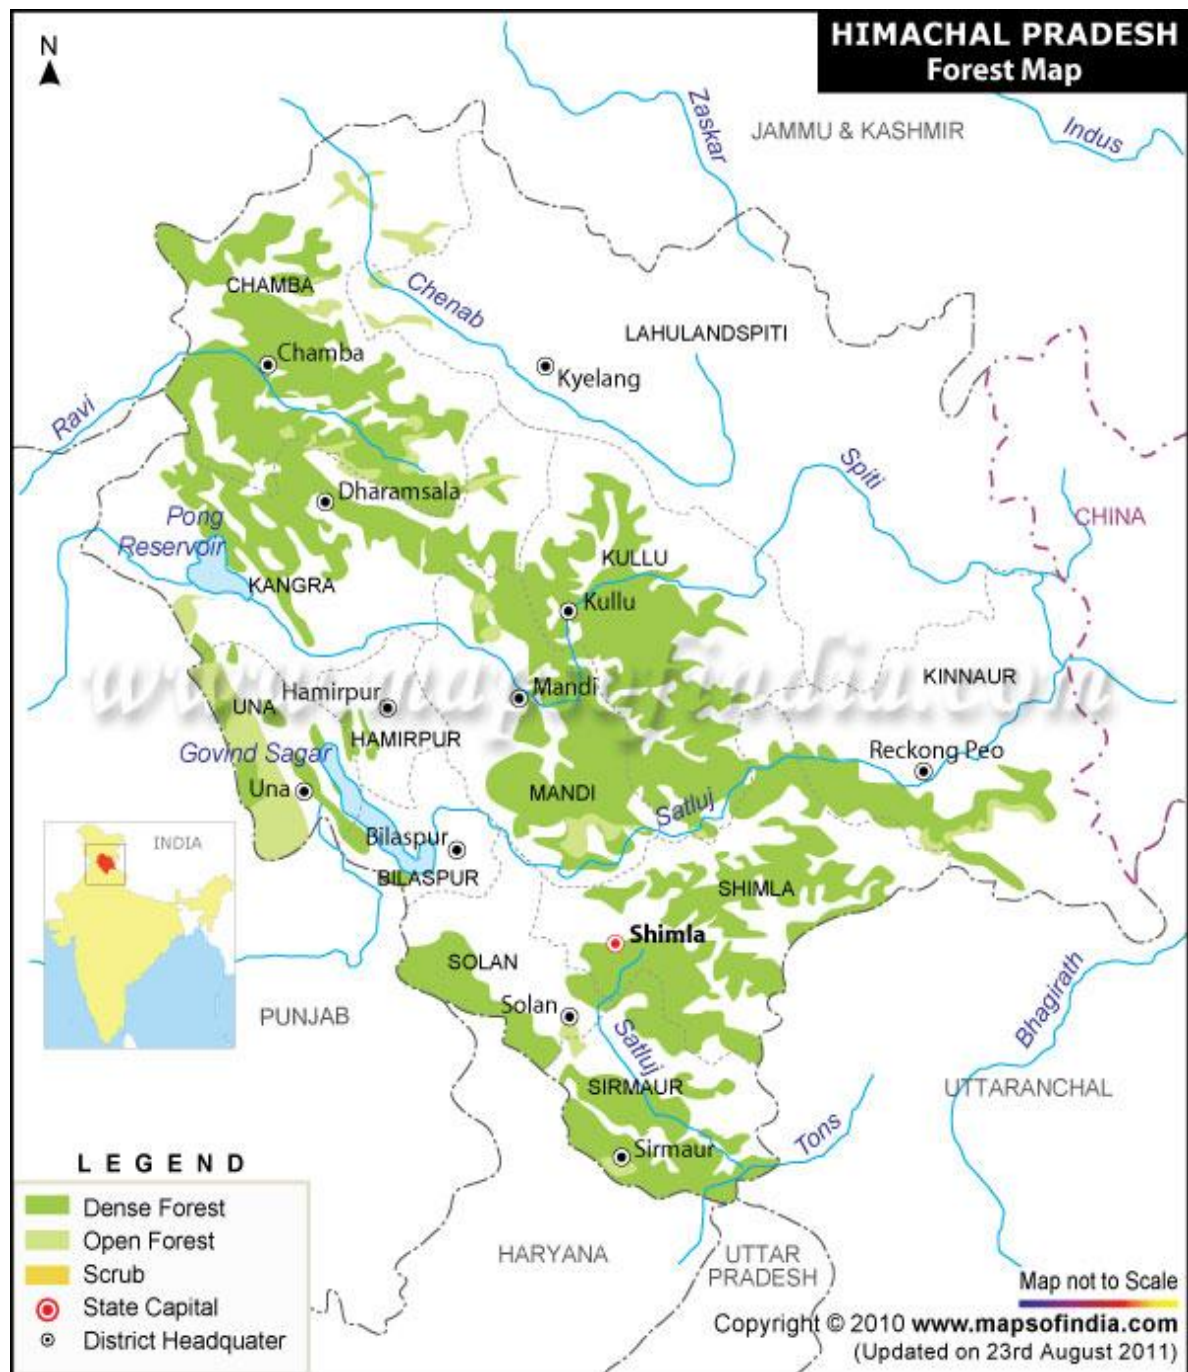 HIMACHAL PRADESH
Forest Map
N
Zaskar
JAMMU & KASHMIR
Indus
CHAMBA
Chenab
LAHULANDSPITI
Chamba
Kyelang
Ravi
Spiti
Dharamsala
Pong
Reservoir
CHINA
KULLU
KANGRA
Kullu
www.mapsofindia.com
KINNAUR
Hamirpur
Mandi
UNA
HAMIRPUR
Govind Sagar
Reckong Peo
Una
MANDI
Satluj
INDIA
Bilaspur
BILASPUR
SHIMLA
Shimla
SOLAN
Solan
PUNJAB
Satluj
Bhagirath
SIRMAUR
UTTARANCHAL
Tons
Sirmaur
LEGEND
Dense Forest
Open Forest
Scrub
State Capital
District Headquater
HARYANA
UTTAR
PRADESH
Map not to Scale
Copyright © 2010 www.mapsofindia.com
(Updated on 23rd August 2011)